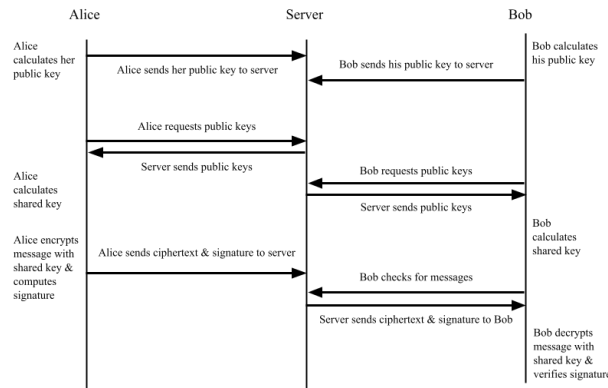 Alice
Server
Bob
Alice
calculates her
public key
Alice sends her public key to server
Bob sends his public key to server
Bob calculates
his public key
Alice requests public keys
Server sends public keys
Alice
calculates
shared key
Bob requests public keys
Server sends public keys
Bob
calculates
shared key
Alice encrypts
message with
shared key &
computes
signature
Alice sends ciphertext & signature to server
Bob checks for messages
Server sends ciphertext & signature to Bob
Bob decrypts
message with
shared key &
verifies signature